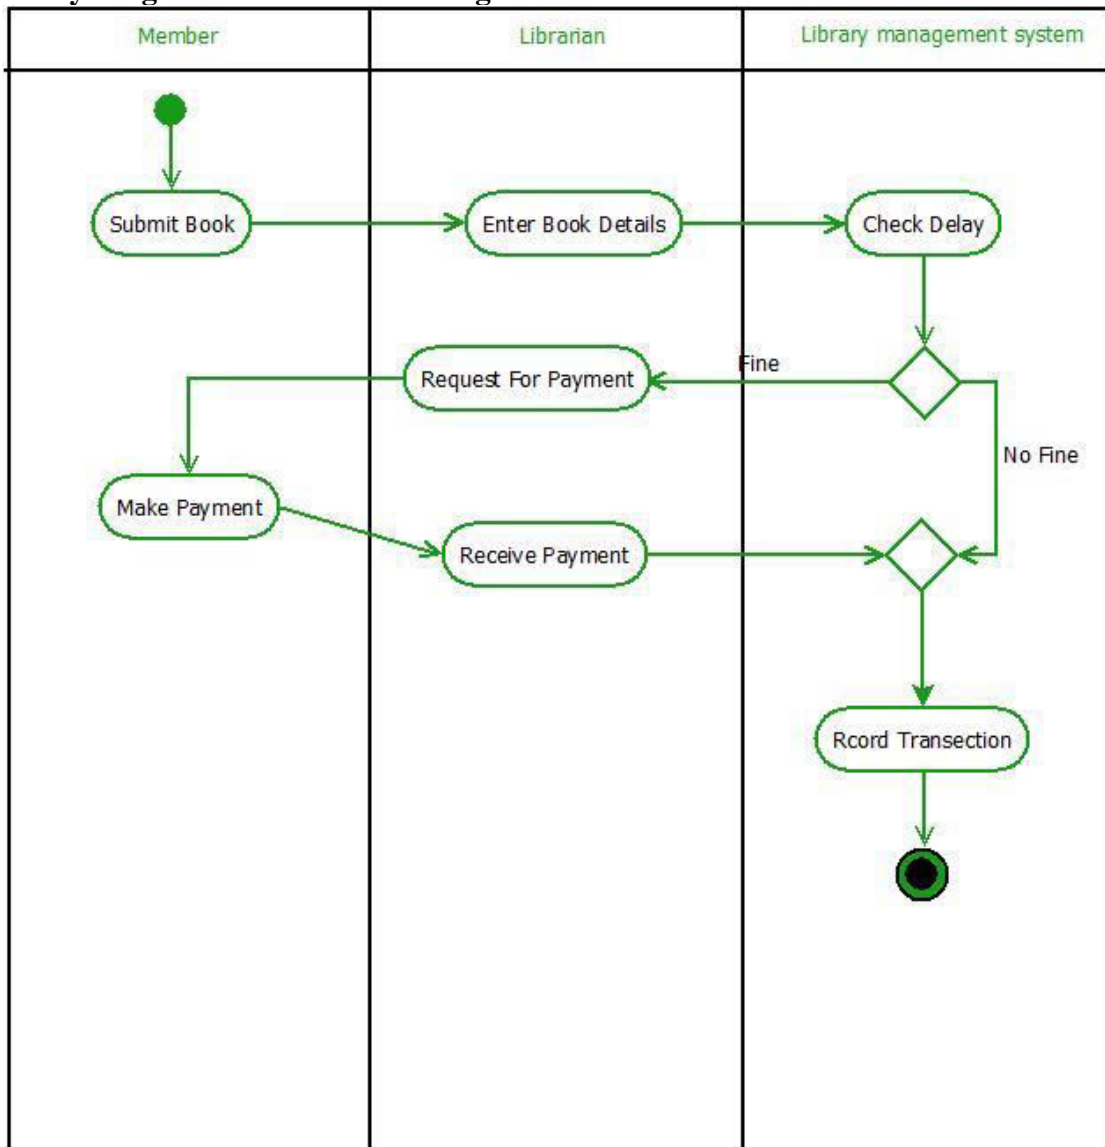 Member
Librarian
Library management system
Submit Book
Enter Book Details
Check Delay
Fine
Request For Payment
No Fine
Make Payment
Receive Payment
Rcord Transection